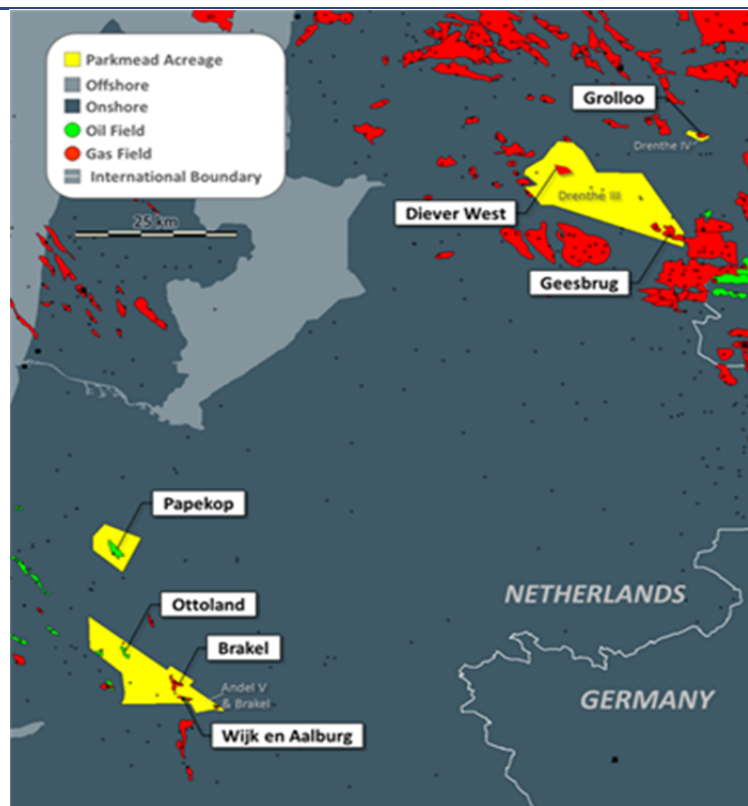 Parkmead Acreage
Offshore
Onshore
Oil Field
Gas Field
International Boundary
25 km
Grolloo
Drenthe IV
Drenthe III
Diever West
Geesbrug
Papekop
Ottoland
Brakel
Andel V
& Brakel
Wijk en Aalburg
NETHERLANDS
GERMANY